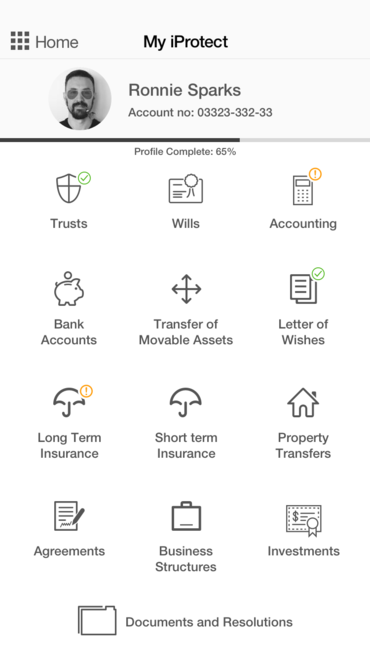 Home
My iProtect
Ronnie Sparks
Account no: 03323-332-33
Profile Complete: 65%
Trusts
Wills
Accounting
Bank
Accounts
Transfer of
Movable Assets
Letter of
Wishes
Long Term
Insurance
Short term
Insurance
Property
Transfers
Agreements
Business
Structures
Investments
Documents and Resolutions